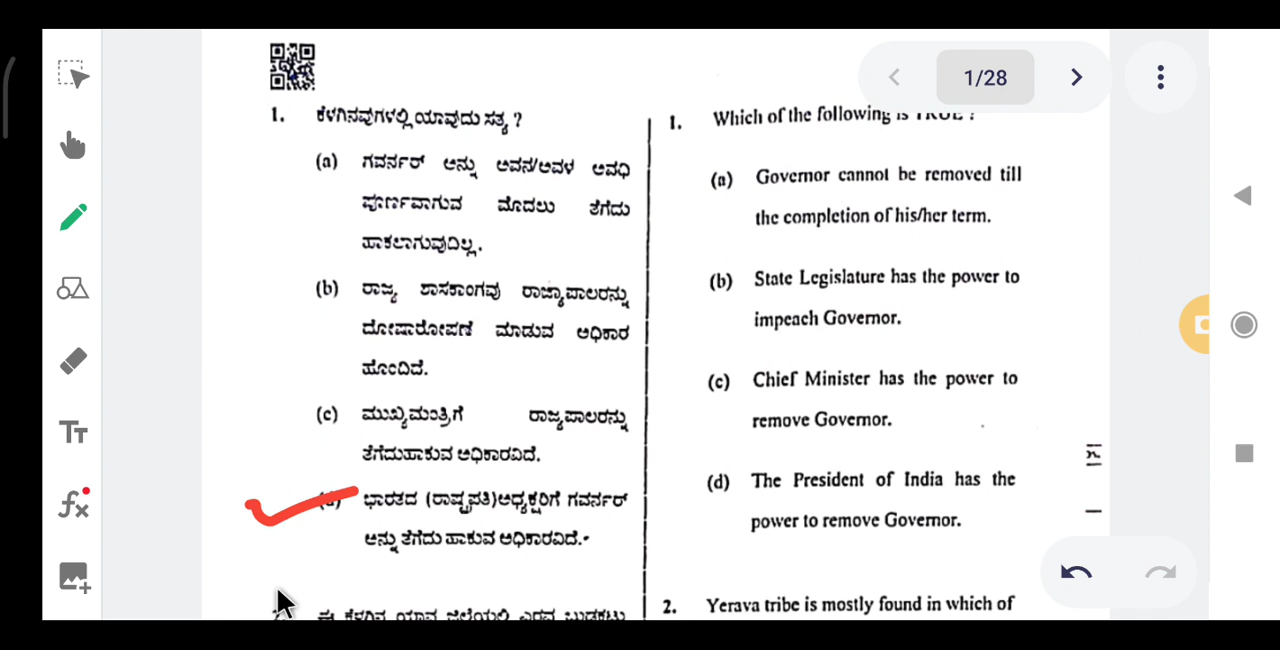 1/28
1. ಕೆಳಗಿನವುಗಳಲ್ಲಿ ಯಾವುದು ಸತ್ಯ ?
(a) ಗವರ್ನರ್ ಅನ್ನು ಅವನ/ಅವಳ ಅವಧಿ
ಪೂರ್ಣವಾಗುವ ಮೊದಲು ತೆಗೆದು
ಹಾಕಲಾಗುವುದಿಲ್ಲ.
(b) ರಾಜ್ಯ ಶಾಸಕಾಂಗವು ರಾಜ್ಯಾಪಾಲರನ್ನು
ದೋಷಾರೋಪಣೆ ಮಾಡುವ ಅಧಿಕಾರ
ಹೊಂದಿದೆ.
(c) ಮುಖ್ಯಮಂತ್ರಿಗೆ ರಾಜ್ಯಪಾಲರನ್ನು
ತೆಗೆದುಹಾಕುವ ಅಧಿಕಾರವಿದೆ.
(d) ಭಾರತದ (ರಾಷ್ಟ್ರಪತಿ)ಅಧ್ಯಕ್ಷರಿಗೆ ಗವರ್ನರ್
ಅನ್ನು ತೆಗೆದು ಹಾಕುವ ಅಧಿಕಾರವಿದೆ.
1. Which of the following is TRUE ?
(a) Governor cannot be removed till
the completion of his/her term.
(b) State Legislature has the power to
impeach Governor.
(c) Chief Minister has the power to
remove Governor.
(d) The President of India has the
power to remove Governor.
2. Yerava tribe is mostly found in which of
Tт
fx